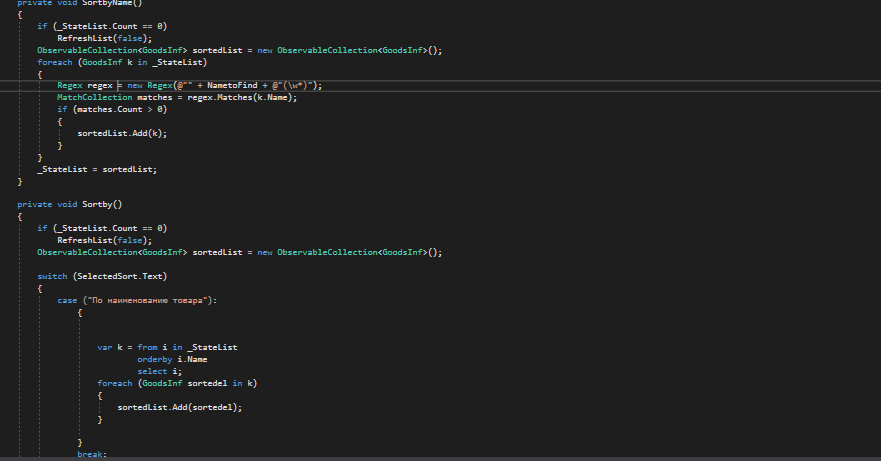 private void SortbyName()
{
if (_StateList.Count == 0)
RefreshList(false);
ObservableCollection<GoodsInf> sortedList = new ObservableCollection<GoodsInf>();
foreach (GoodsInf k in _StateList)
{
Regex regex = new Regex(@"" + NametoFind + @"(\w*)");
MatchCollection matches = regex.Matches(k.Name);
if (matches.Count > 0)
{
sortedList.Add(k);
}
}
_StateList = sortedList;
}
private void Sortby()
{
if (_StateList.Count == 0)
RefreshList(false);
ObservableCollection<GoodsInf> sortedList = new ObservableCollection<GoodsInf>();
switch (SelectedSort.Text)
{
case ("По наименованию товара"):
{
var k = from i in _StateList
orderby i.Name
select i;
foreach (GoodsInf sortedel in k)
{
sortedList.Add(sortedel);
}
}
break;